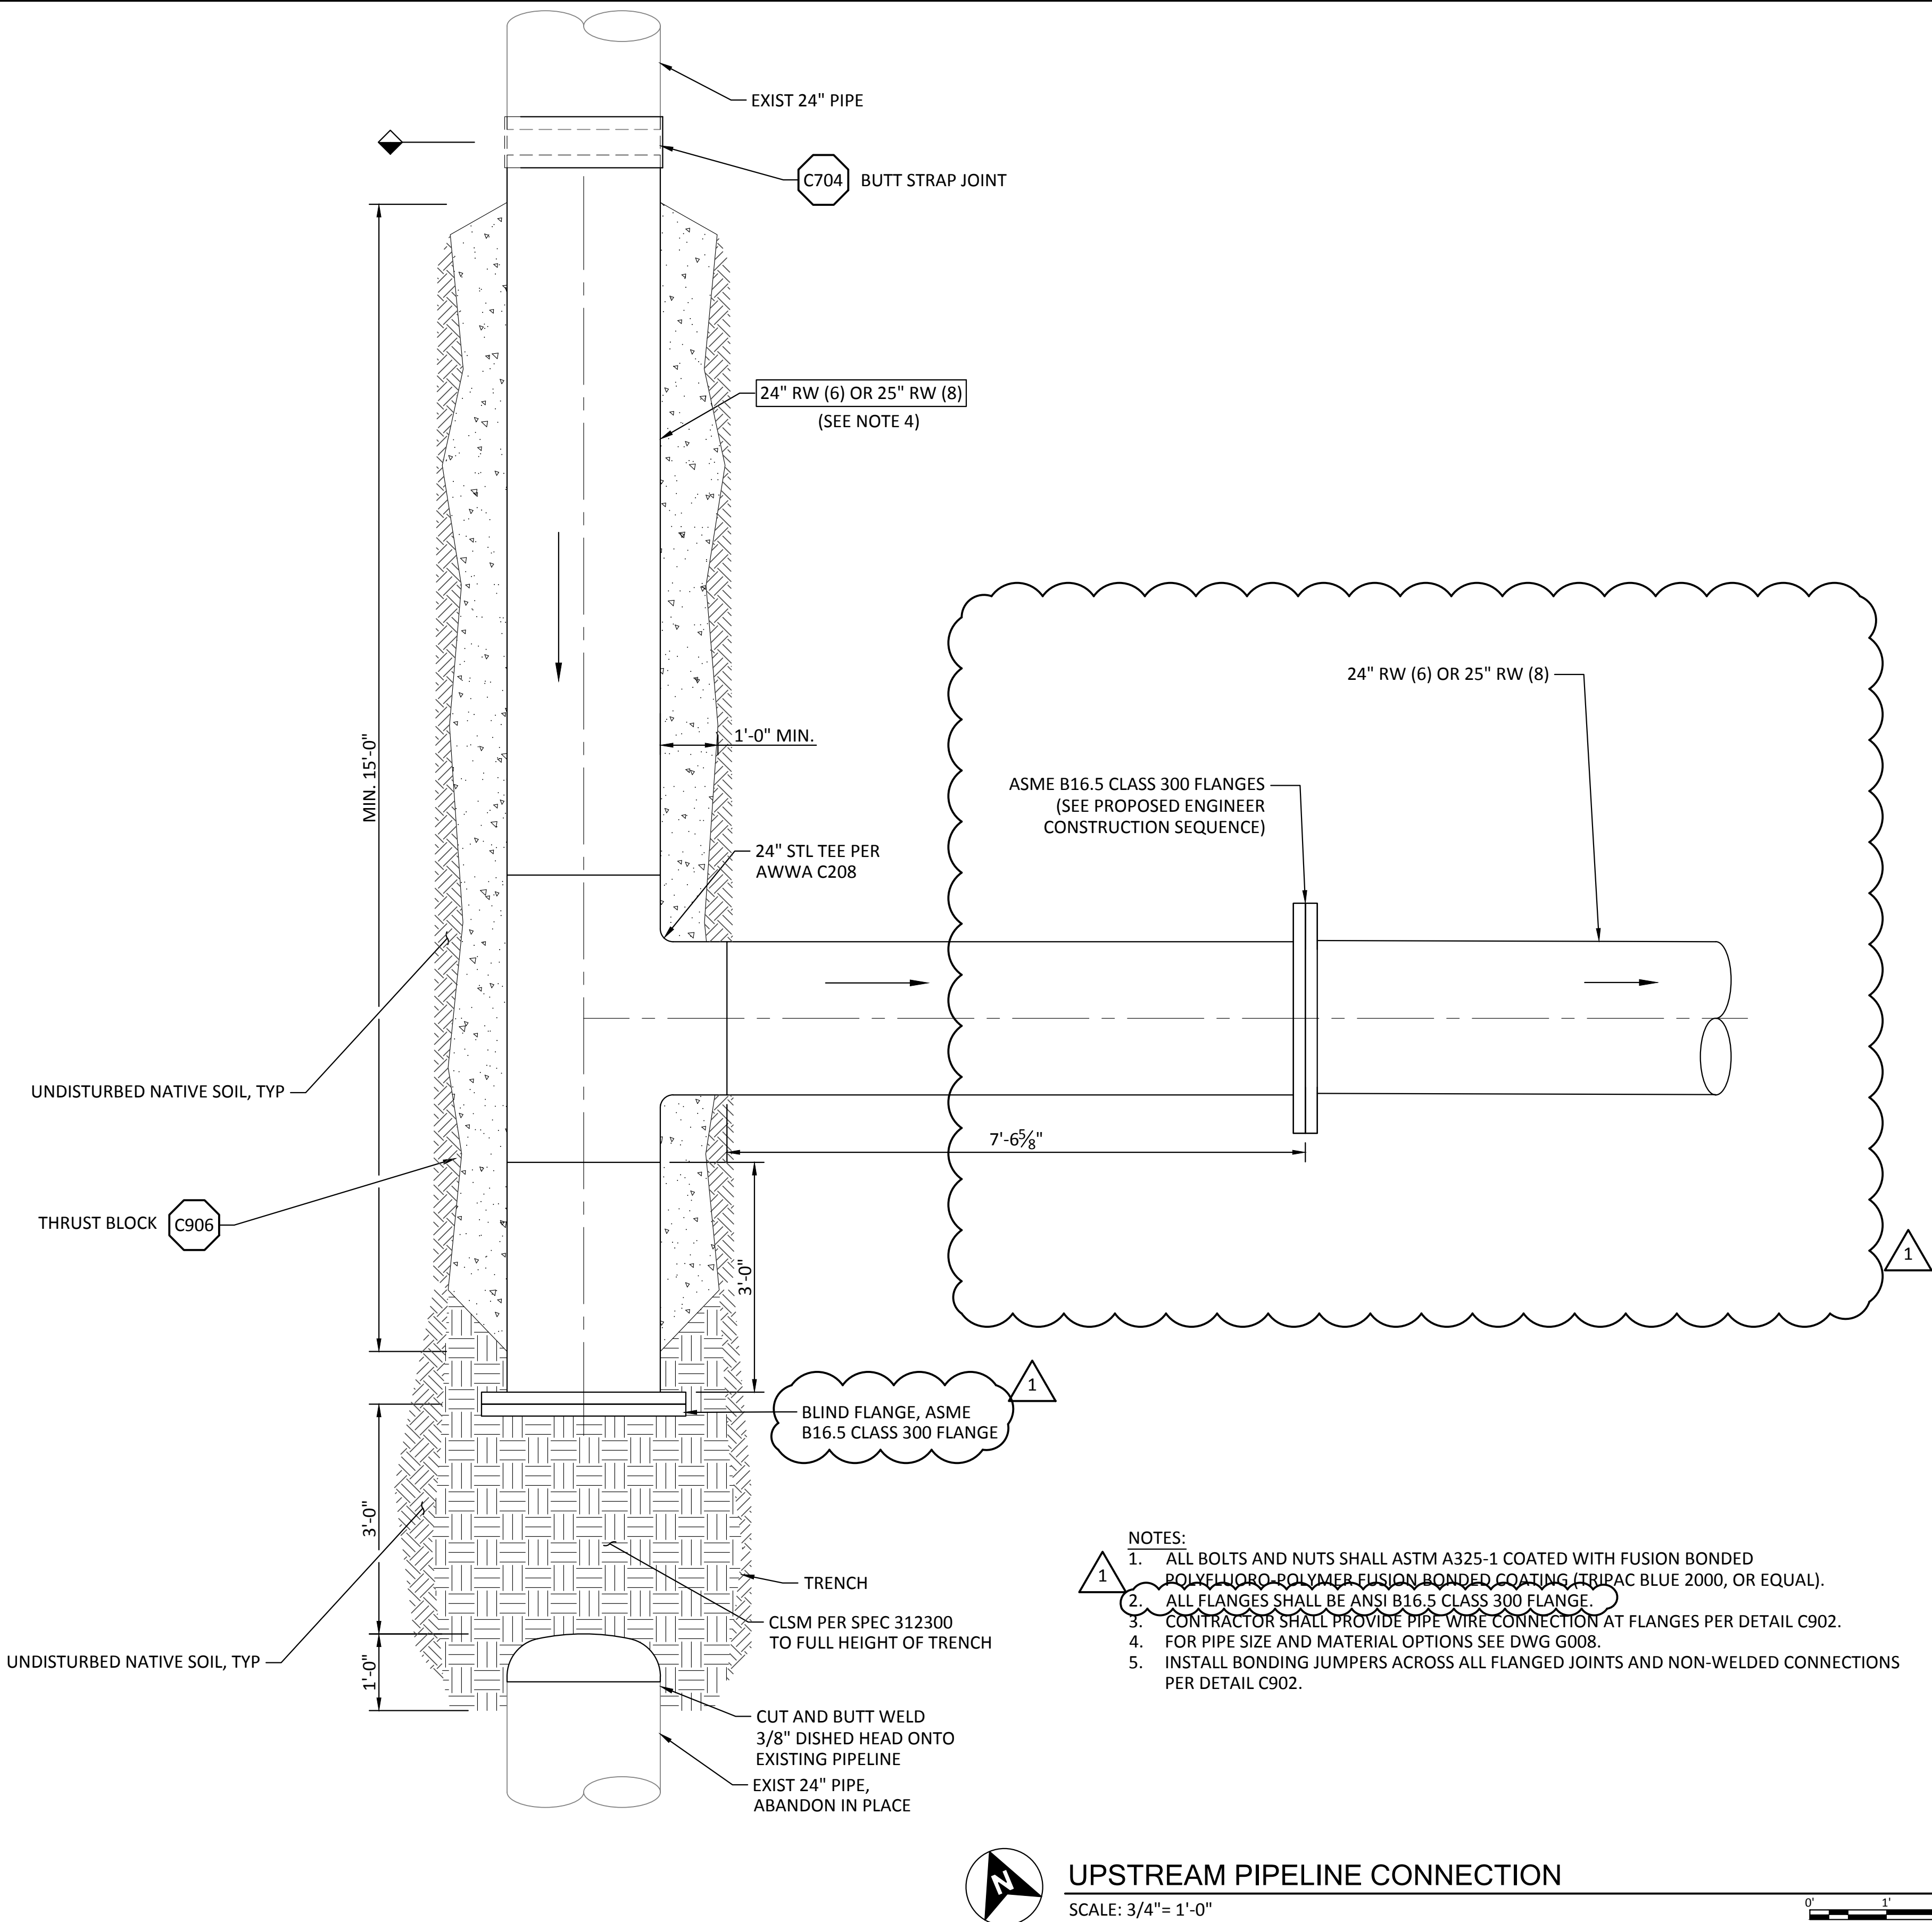 EXIST 24" PIPE
C704 BUTT STRAP JOINT
24" RW (6) OR 25" RW (8)
(SEE NOTE 4)
24" RW (6) OR 25" RW (8)
MIN. 15'-0"
1'-0" MIN.
ASME B16.5 CLASS 300 FLANGES
(SEE PROPOSED ENGINEER
CONSTRUCTION SEQUENCE)
24" STL TEE PER
AWWA C208
UNDISTURBED NATIVE SOIL, TYP
7'-6⅝"
THRUST BLOCK C906
3'-0"
1
1
BLIND FLANGE, ASME
B16.5 CLASS 300 FLANGE
3'-0"
TRENCH
CLSM PER SPEC 312300
TO FULL HEIGHT OF TRENCH
UNDISTURBED NATIVE SOIL, TYP
1'-0"
CUT AND BUTT WELD
3/8" DISHED HEAD ONTO
EXISTING PIPELINE
EXIST 24" PIPE,
ABANDON IN PLACE
NOTES:
1
1. ALL BOLTS AND NUTS SHALL ASTM A325-1 COATED WITH FUSION BONDED
POLYFLUORO-POLYMER FUSION BONDED COATING (TRIPAC BLUE 2000, OR EQUAL).
2. ALL FLANGES SHALL BE ANSI B16.5 CLASS 300 FLANGE.
3. CONTRACTOR SHALL PROVIDE PIPE WIRE CONNECTION AT FLANGES PER DETAIL C902.
4. FOR PIPE SIZE AND MATERIAL OPTIONS SEE DWG G008.
5. INSTALL BONDING JUMPERS ACROSS ALL FLANGED JOINTS AND NON-WELDED CONNECTIONS
PER DETAIL C902.
N
UPSTREAM PIPELINE CONNECTION
SCALE: 3/4"= 1'-0"
0' 1'